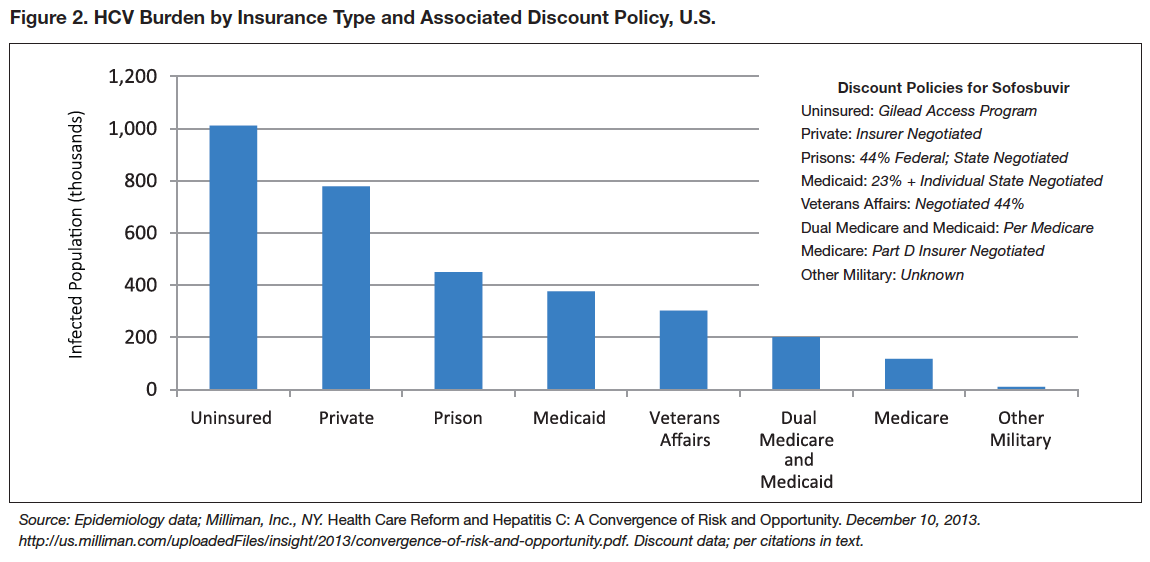 Figure 2. HCV Burden by Insurance Type and Associated Discount Policy, U.S.
Infected Population (thousands)
1,200
1,000
800
600
400
200
0
Uninsured
Private
Prison
Medicaid
Veterans
Affairs
Dual
Medicare
and
Medicaid
Medicare
Other
Military
Discount Policies for Sofosbuvir
Uninsured: Gilead Access Program
Private: Insurer Negotiated
Prisons: 44% Federal; State Negotiated
Medicaid: 23% + Individual State Negotiated
Veterans Affairs: Negotiated 44%
Dual Medicare and Medicaid: Per Medicare
Medicare: Part D Insurer Negotiated
Other Military: Unknown
Source: Epidemiology data; Milliman, Inc., NY. Health Care Reform and Hepatitis C: A Convergence of Risk and Opportunity. December 10, 2013.
http://us.milliman.com/uploadedFiles/insight/2013/convergence-of-risk-and-opportunity.pdf. Discount data; per citations in text.